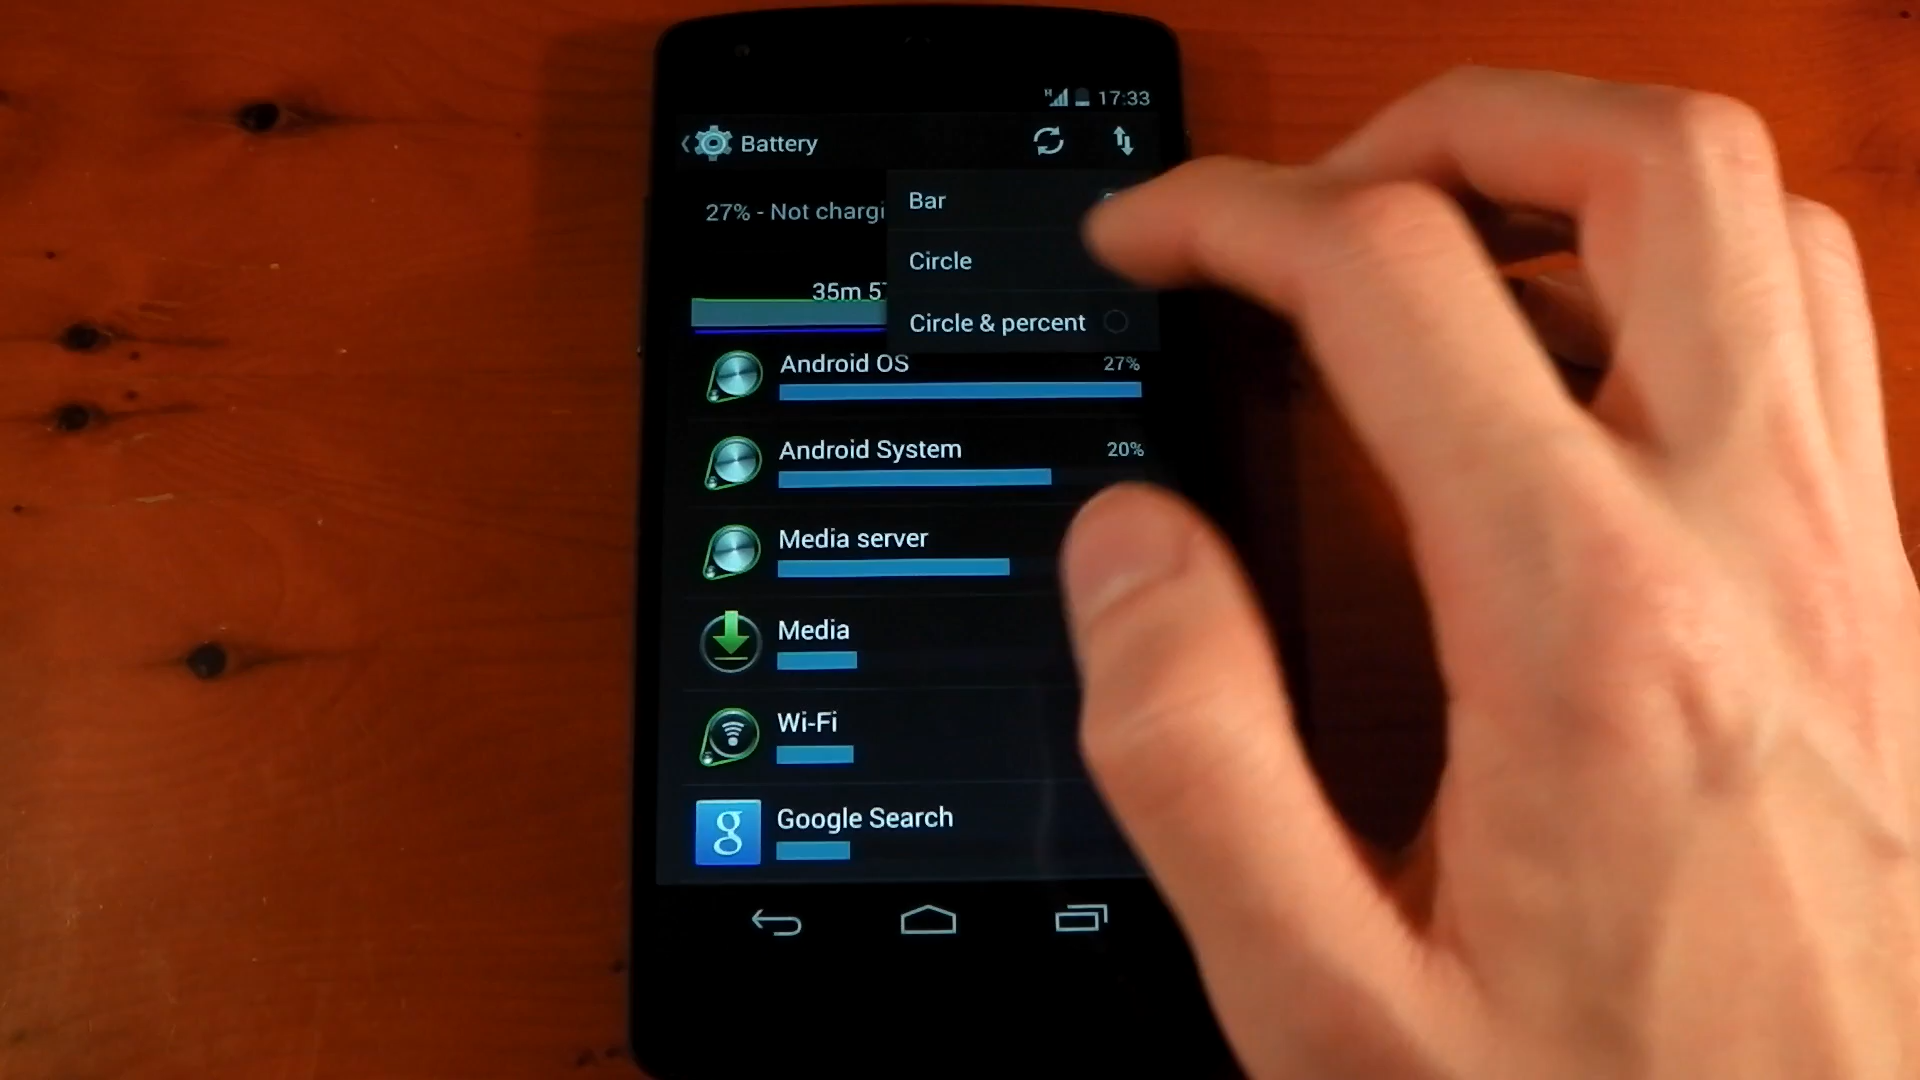 H 17:33
Battery
27% - Not chargi
Bar
Circle
Circle & percent
35m 57
Android OS 27%
Android System 20%
Media server
Media
Wi-Fi
g Google Search